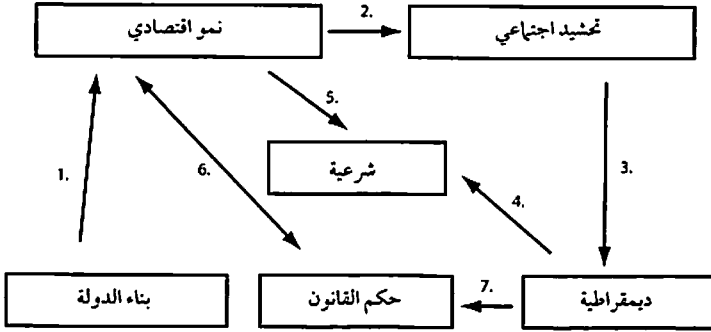 نمو اقتصادي
2.
تحشيد اجتماعي
5.
شرعية
1.
6.
4.
3.
بناء الدولة
حكم القانون
7.
ديمقراطية